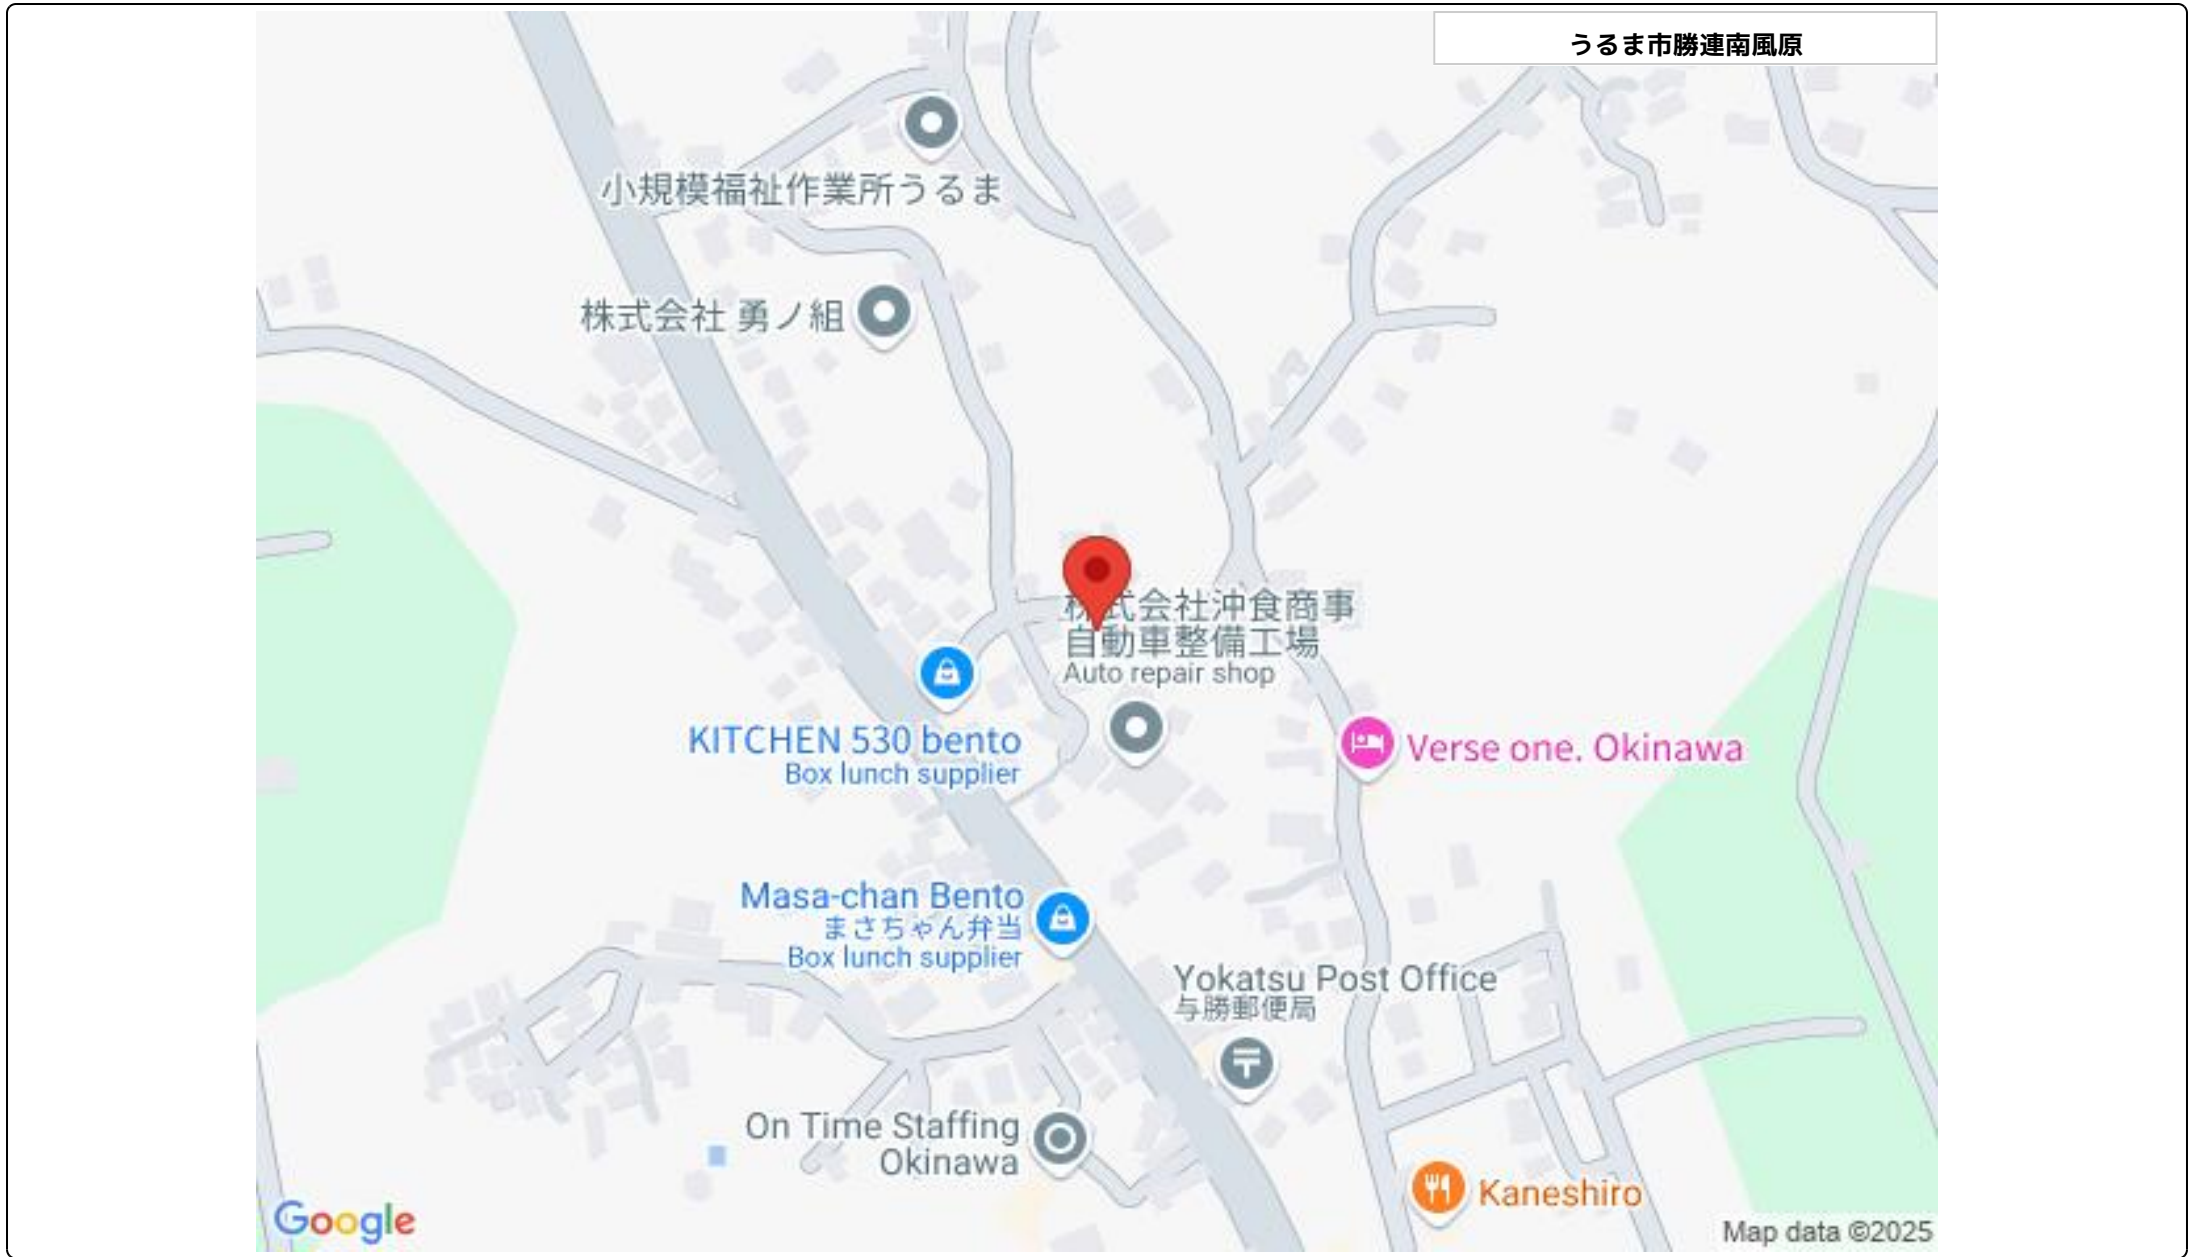 うるま市勝連南風原
小規模福祉作業所うるま
株式会社 勇ノ組
株式会社沖食商事
自動車整備工場
Auto repair shop
KITCHEN 530 bento
Box lunch supplier
Verse one. Okinawa
Masa-chan Bento
まさちゃん弁当
Box lunch supplier
Yokatsu Post Office
与勝郵便局
On Time Staffing
Okinawa
Kaneshiro
Google
Map data ©2025